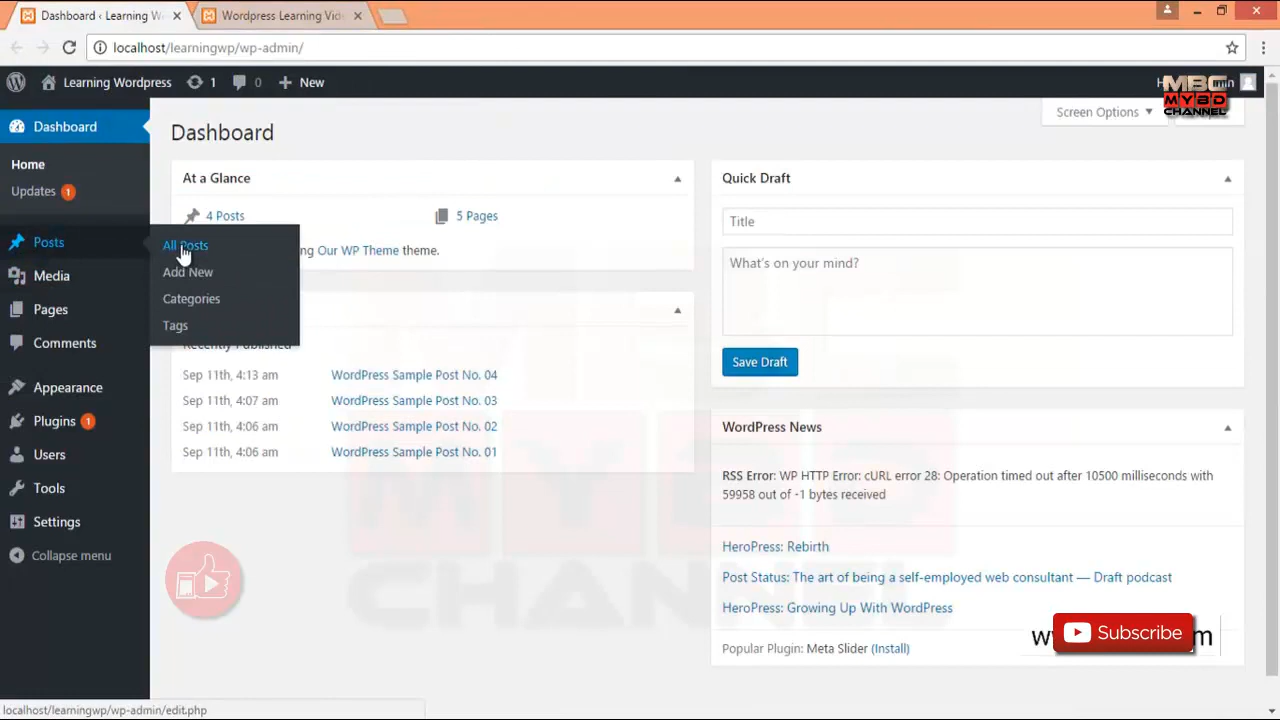 Dashboard ‹ Learning W
Wordpress Learning Vid
localhost/learningwp/wp-admin/
Learning Wordpress
1
0
New
MBC
MYBD
CHANNEL
Dashboard
Home
Updates 1
Posts
Media
Pages
Comments
Appearance
Plugins 1
Users
Tools
Settings
Collapse menu
All Posts
Add New
Categories
Tags
Dashboard
Screen Options
At a Glance
4 Posts
5 Pages
Our WP Theme theme.
Recently Published
Sep 11th, 4:13 am WordPress Sample Post No. 04
Sep 11th, 4:07 am WordPress Sample Post No. 03
Sep 11th, 4:06 am WordPress Sample Post No. 02
Sep 11th, 4:06 am WordPress Sample Post No. 01
Quick Draft
Title
What's on your mind?
Save Draft
WordPress News
RSS Error: WP HTTP Error: cURL error 28: Operation timed out after 10500 milliseconds with
59958 out of -1 bytes received
HeroPress: Rebirth
Post Status: The art of being a self-employed web consultant — Draft podcast
HeroPress: Growing Up With WordPress
Popular Plugin: Meta Slider (Install)
Subscribe
MYBD
CHANNEL
localhost/learningwp/wp-admin/edit.php